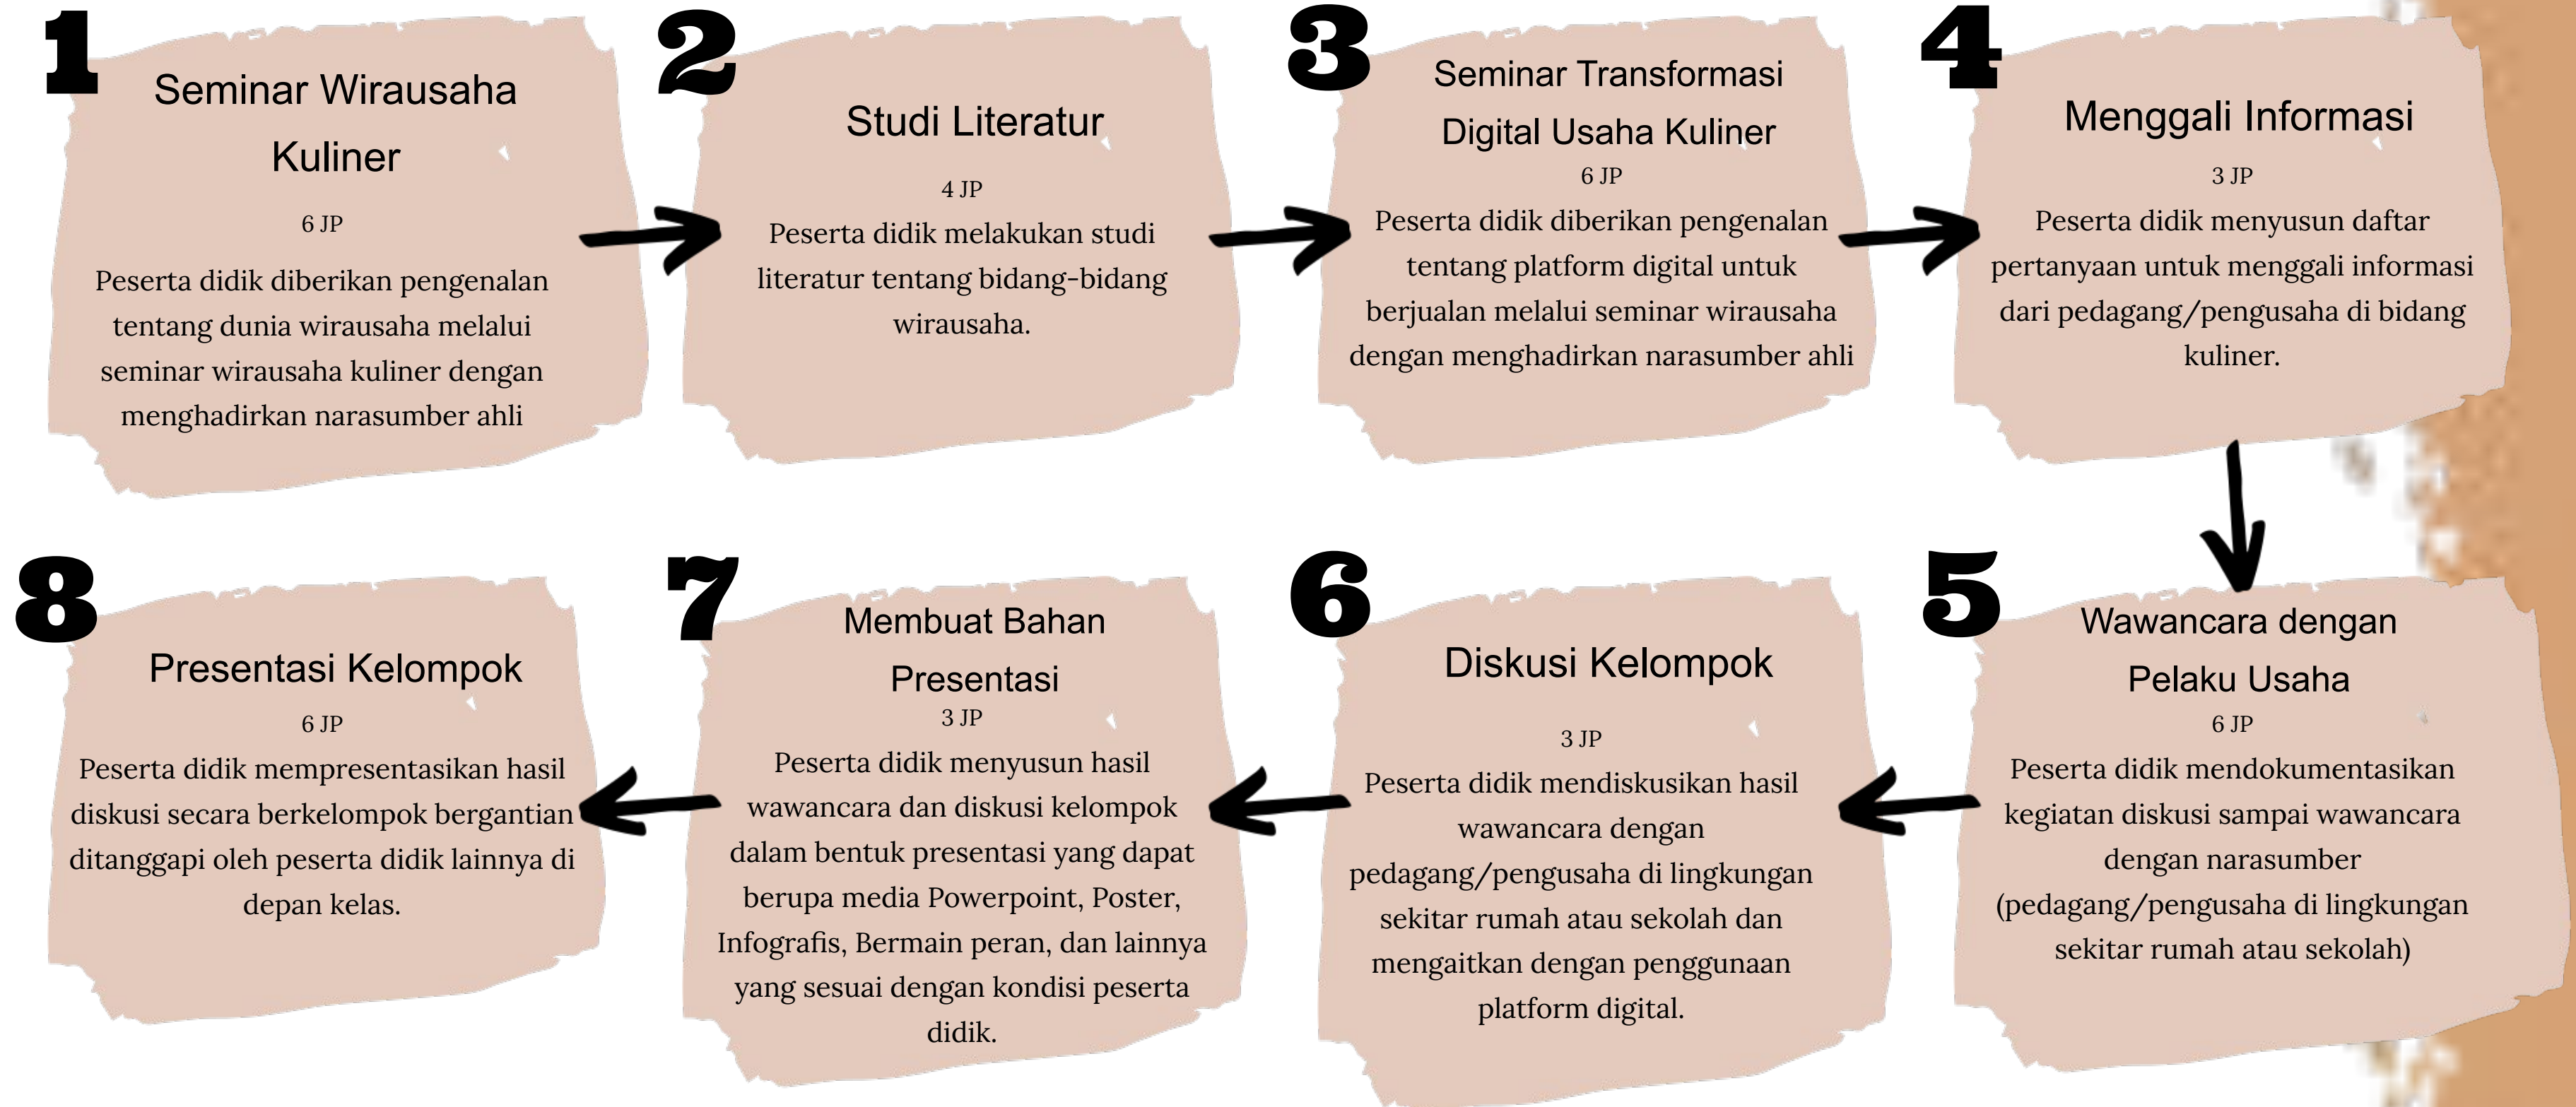 1
Seminar Wirausaha
Kuliner
6 JP
Peserta didik diberikan pengenalan
tentang dunia wirausaha melalui
seminar wirausaha kuliner dengan
menghadirkan narasumber ahli
2
Studi Literatur
4 JP
Peserta didik melakukan studi
literatur tentang bidang-bidang
wirausaha.
3
Seminar Transformasi
Digital Usaha Kuliner
6 JP
Peserta didik diberikan pengenalan
tentang platform digital untuk
berjualan melalui seminar wirausaha
dengan menghadirkan narasumber ahli
4
Menggali Informasi
3 JP
Peserta didik menyusun daftar
pertanyaan untuk menggali informasi
dari pedagang/pengusaha di bidang
kuliner.
5
Wawancara dengan
Pelaku Usaha
6 JP
Peserta didik mendokumentasikan
kegiatan diskusi sampai wawancara
dengan narasumber
(pedagang/pengusaha di lingkungan
sekitar rumah atau sekolah)
6
Diskusi Kelompok
3 JP
Peserta didik mendiskusikan hasil
wawancara dengan
pedagang/pengusaha di lingkungan
sekitar rumah atau sekolah dan
mengaitkan dengan penggunaan
platform digital.
7
Membuat Bahan
Presentasi
3 JP
Peserta didik menyusun hasil
wawancara dan diskusi kelompok
dalam bentuk presentasi yang dapat
berupa media Powerpoint, Poster,
Infografis, Bermain peran, dan lainnya
yang sesuai dengan kondisi peserta
didik.
8
Presentasi Kelompok
6 JP
Peserta didik mempresentasikan hasil
diskusi secara berkelompok bergantian
ditanggapi oleh peserta didik lainnya di
depan kelas.